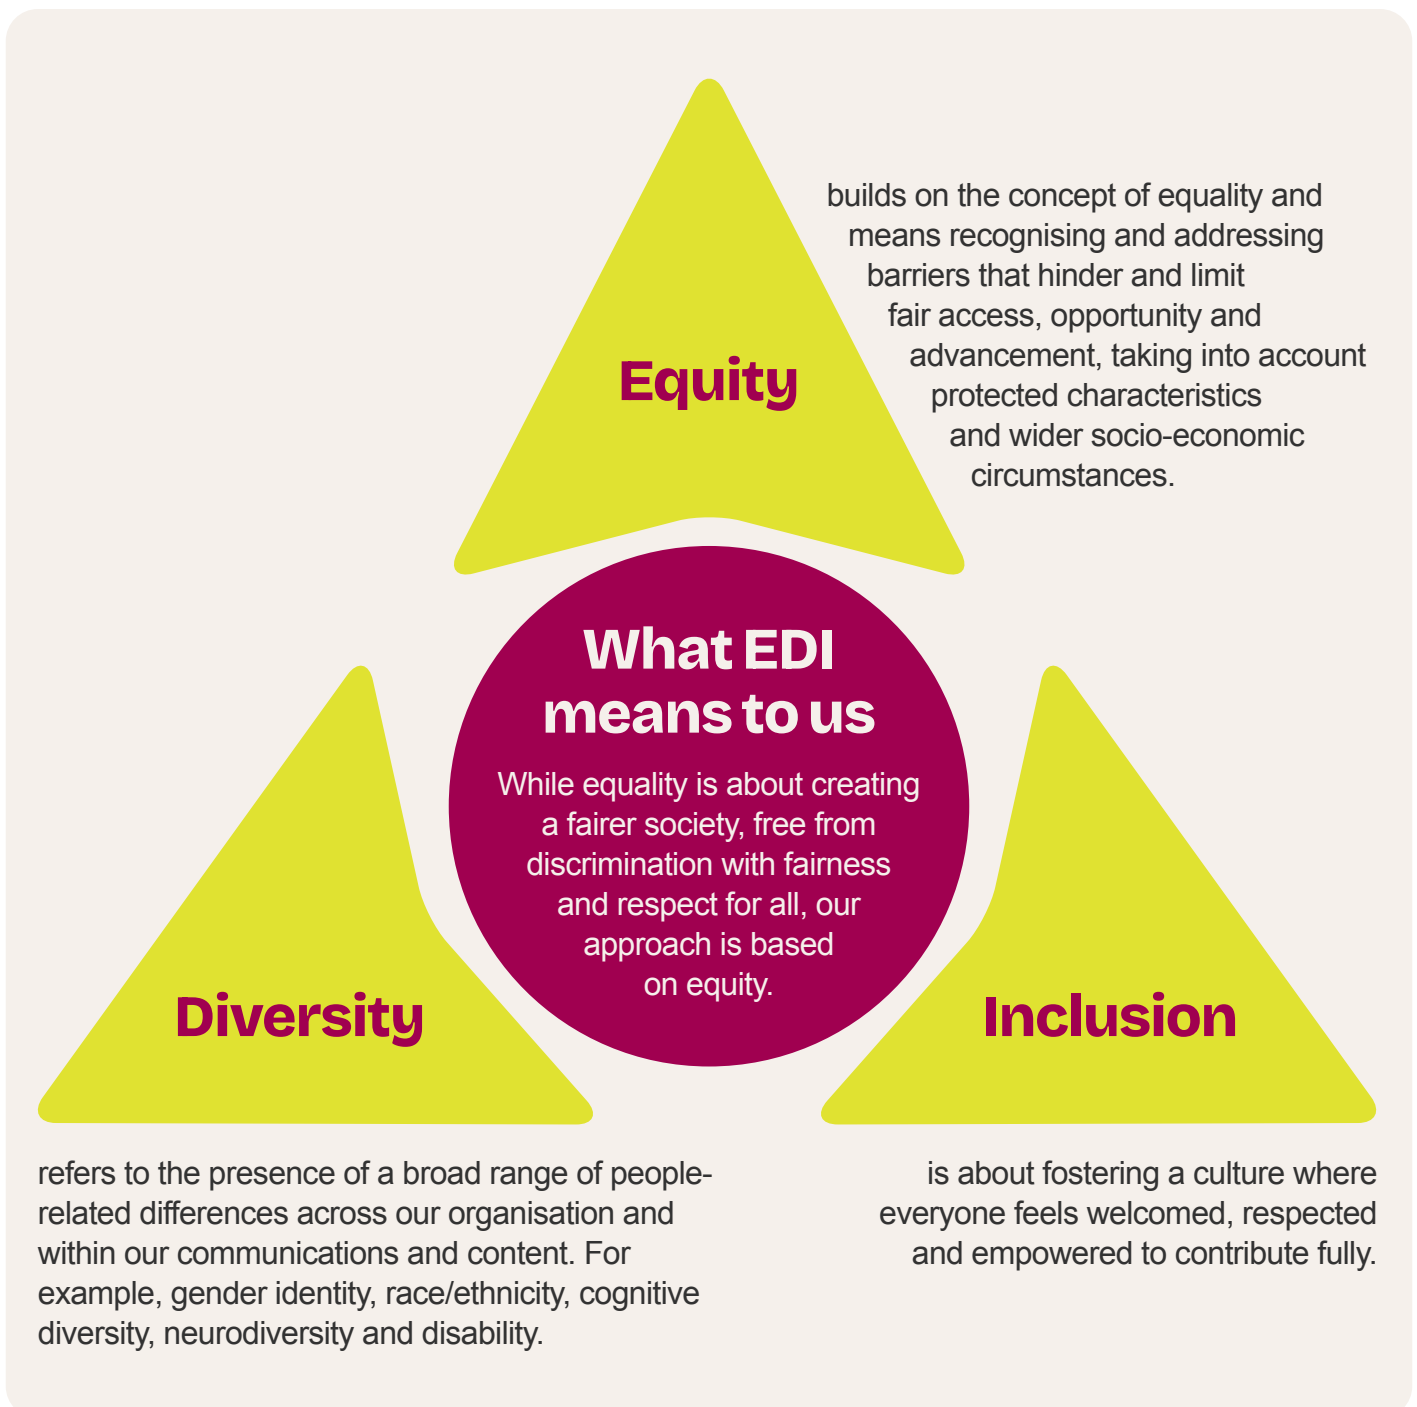 Equity
builds on the concept of equality and
means recognising and addressing
barriers that hinder and limit
fair access, opportunity and
advancement, taking into account
protected characteristics
and wider socio-economic
circumstances.
What EDI
means to us
While equality is about creating
a fairer society, free from
discrimination with fairness
and respect for all, our
approach is based
on equity.
Diversity
refers to the presence of a broad range of people-
related differences across our organisation and
within our communications and content. For
example, gender identity, race/ethnicity, cognitive
diversity, neurodiversity and disability.
Inclusion
is about fostering a culture where
everyone feels welcomed, respected
and empowered to contribute fully.